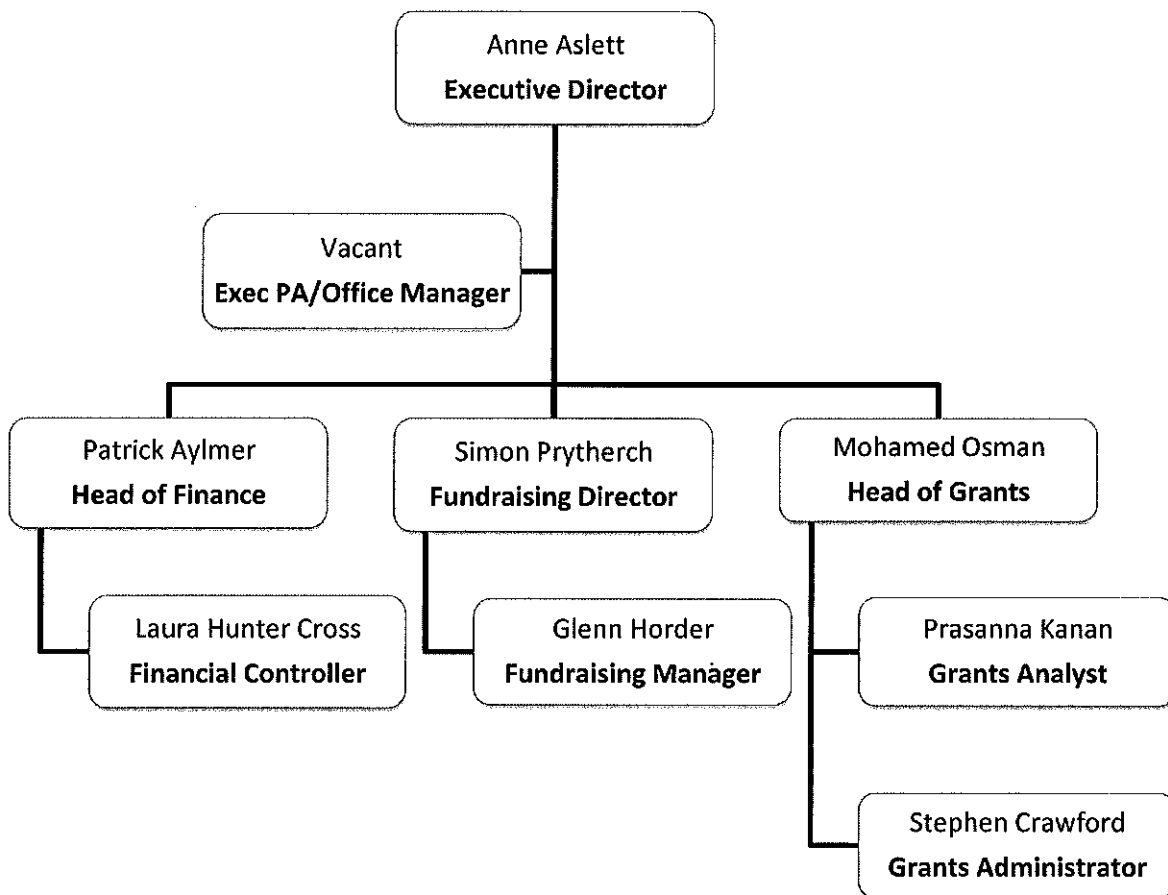 Anne Aslett
Executive Director
Vacant
Exec PA/Office Manager
Patrick Aylmer
Head of Finance
Simon Prytherch
Fundraising Director
Mohamed Osman
Head of Grants
Laura Hunter Cross
Financial Controller
Glenn Horder
Fundraising Manager
Prasanna Kanan
Grants Analyst
Stephen Crawford
Grants Administrator